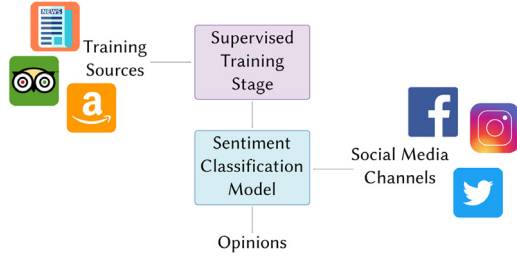 NEWS
Training
Sources
Supervised
Training
Stage
Sentiment
Classification
Model
Social Media
Channels
Opinions